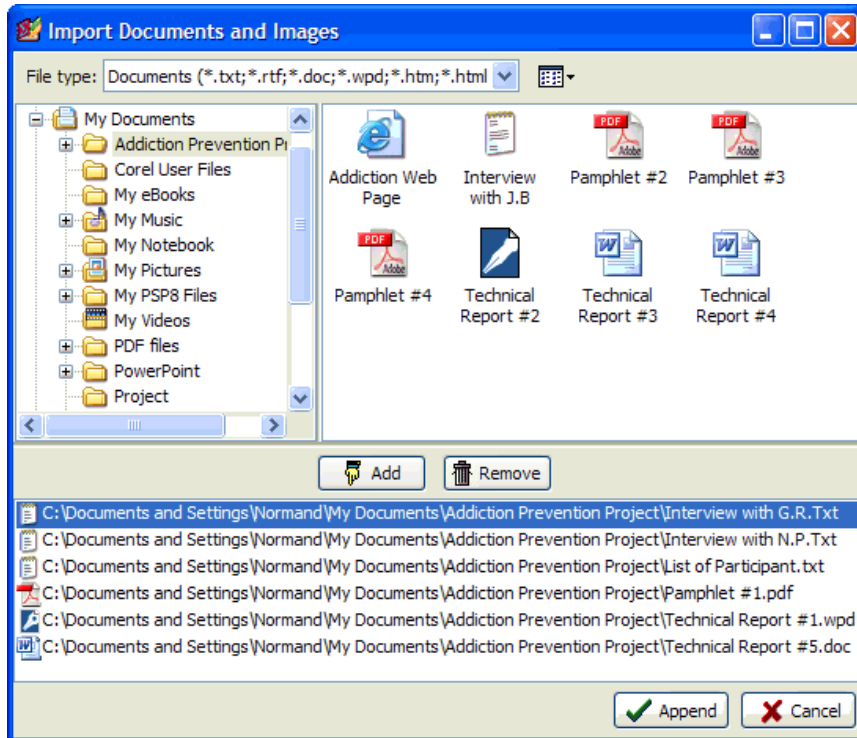 Import Documents and Images
File type: Documents (*.txt;*.rtf;*.doc;*.wpd;*.htm;*.html
My Documents
Addiction Prevention Pr
Corel User Files
My eBooks
My Music
My Notebook
My Pictures
My PSP8 Files
My Videos
PDF files
PowerPoint
Project
PDF Adobe
PDF Adobe
Addiction Web
Page
Interview
with J.B
Pamphlet #2
Pamphlet #3
PDF Adobe
W
W
Pamphlet #4
Technical
Report #2
Technical
Report #3
Technical
Report #4
Add
Remove
C:\Documents and Settings\Normand\My Documents\Addiction Prevention Project\Interview with G.R.Txt
C:\Documents and Settings\Normand\My Documents\Addiction Prevention Project\Interview with N.P.Txt
C:\Documents and Settings\Normand\My Documents\Addiction Prevention Project\List of Participant.txt
C:\Documents and Settings\Normand\My Documents\Addiction Prevention Project\Pamphlet #1.pdf
C:\Documents and Settings\Normand\My Documents\Addiction Prevention Project\Technical Report #1.wpd
C:\Documents and Settings\Normand\My Documents\Addiction Prevention Project\Technical Report #5.doc
Append
Cancel